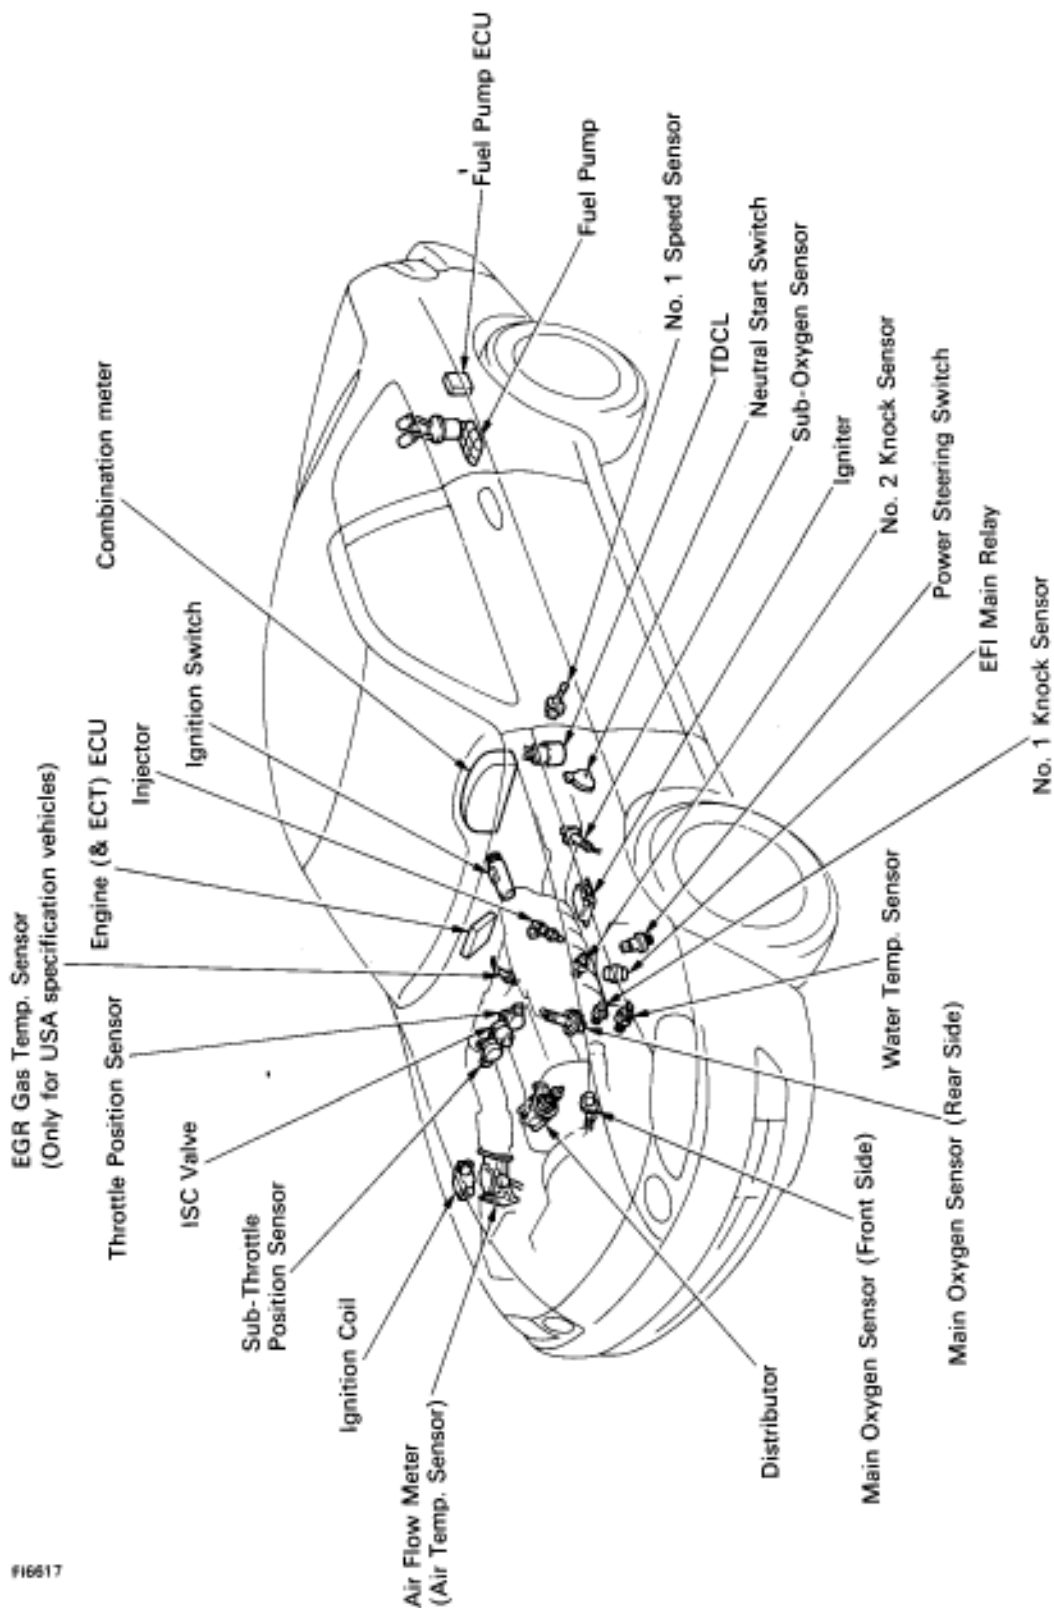 EGR Gas Temp. Sensor
(Only for USA specification vehicles)
Engine (& ECT) ECU
Injector
Ignition Switch
Combination meter
Throttle Position Sensor
ISC Valve
Sub-Throttle
Position Sensor
Ignition Coil
Air Flow Meter
(Air Temp. Sensor)
Fuel Pump ECU
Fuel Pump
No. 1 Speed Sensor
TDCL
Neutral Start Switch
Sub-Oxygen Sensor
Igniter
No. 2 Knock Sensor
Power Steering Switch
EFI Main Relay
No. 1 Knock Sensor
Water Temp. Sensor
Main Oxygen Sensor (Rear Side)
Main Oxygen Sensor (Front Side)
Distributor
FI6617